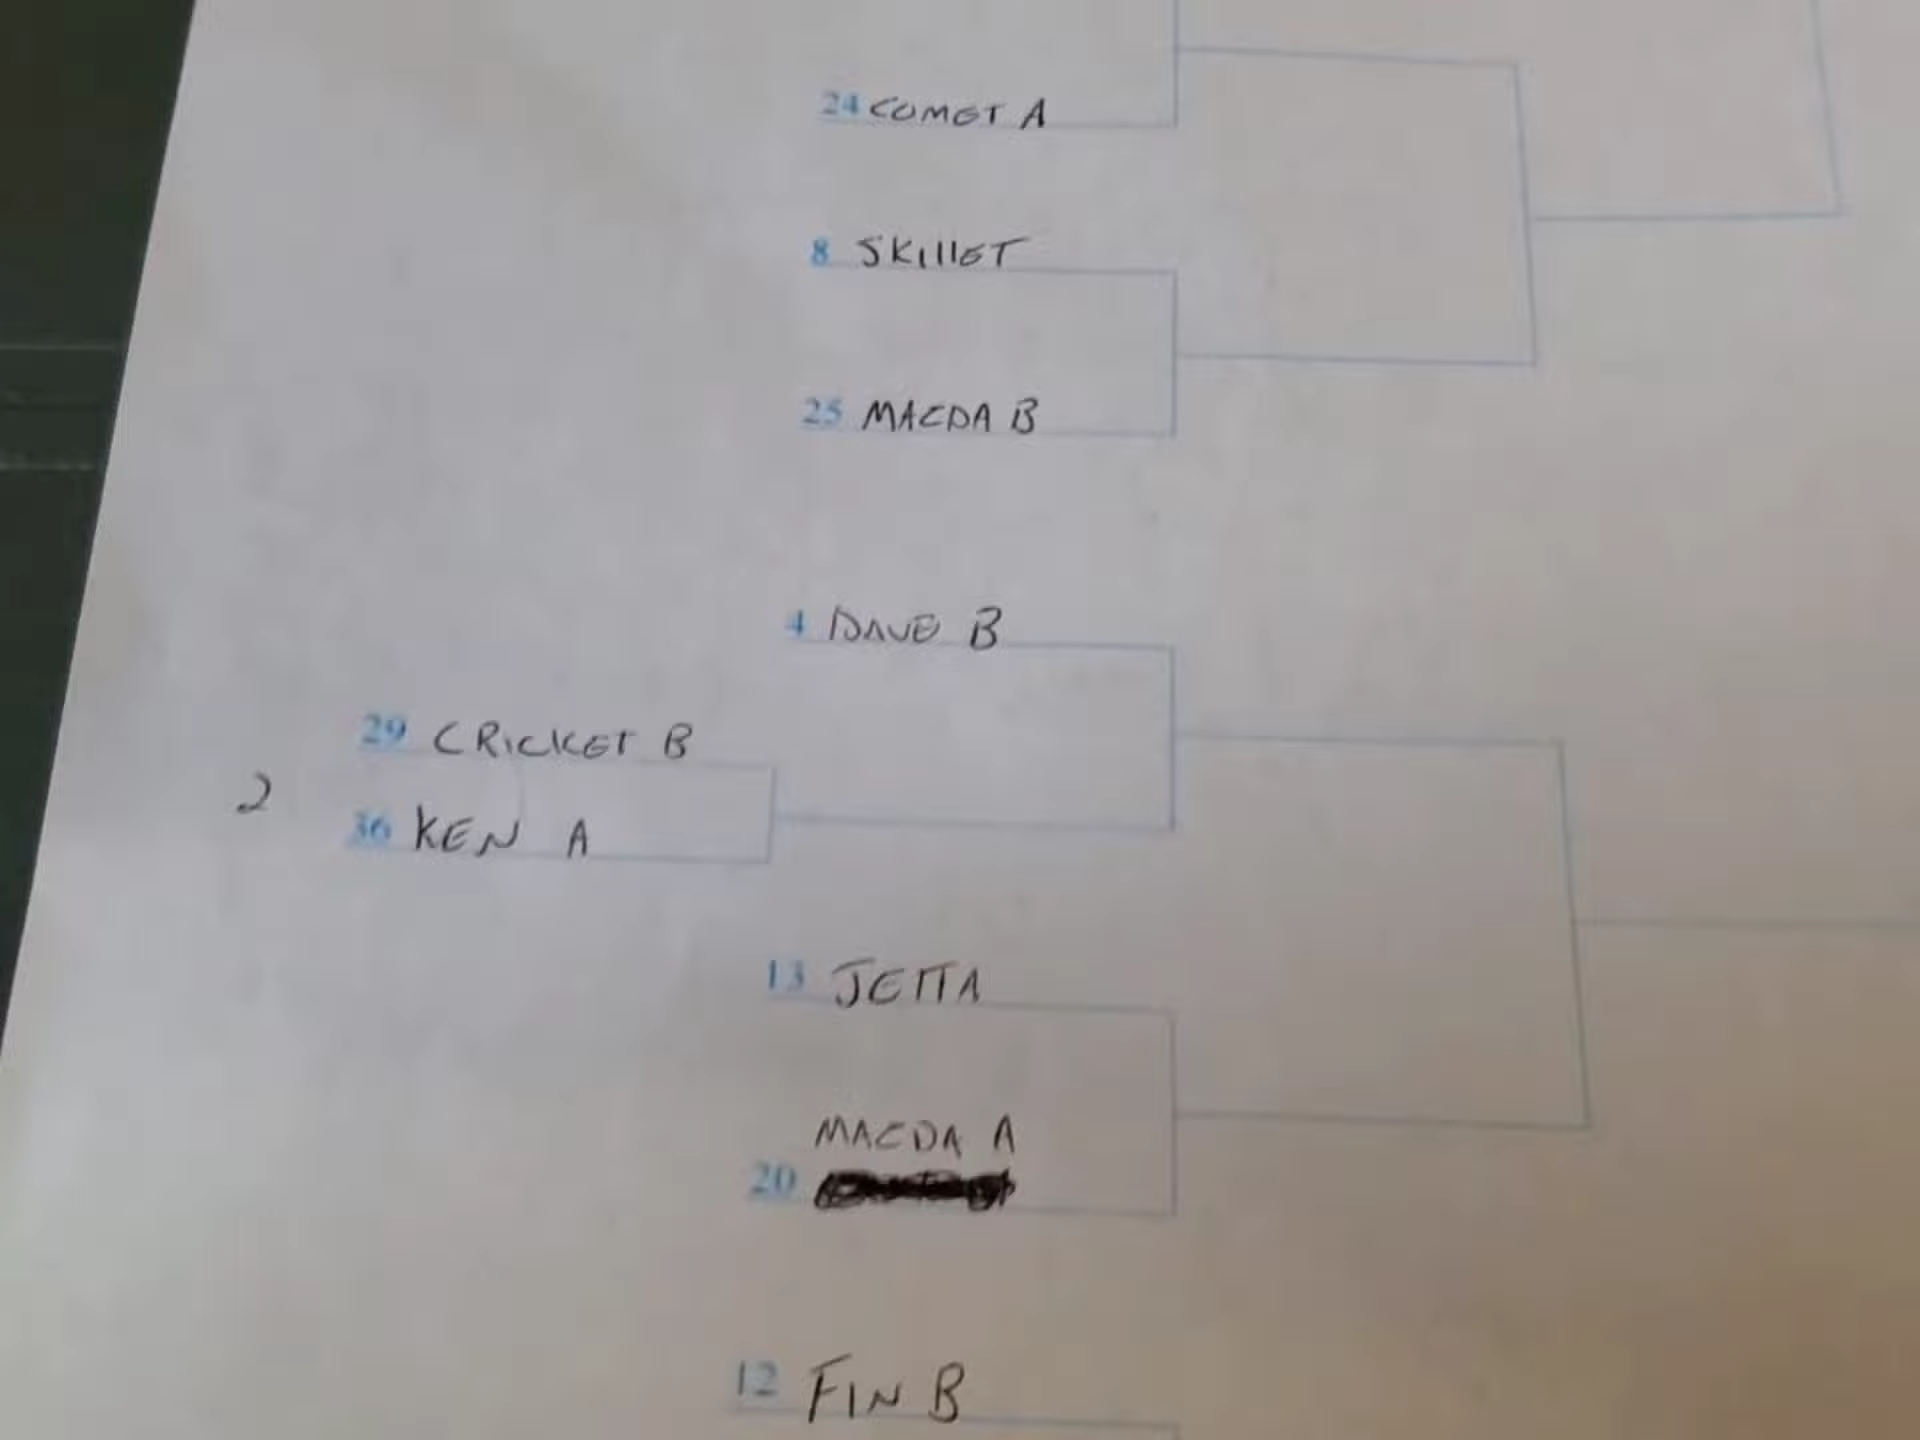 24 COMET A
8 SKIllET
25 MACDA B
4 DAVE B
29 CRICKET B
2
36 KEN A
13 JETTA
MACDA A
20
12 FIN B